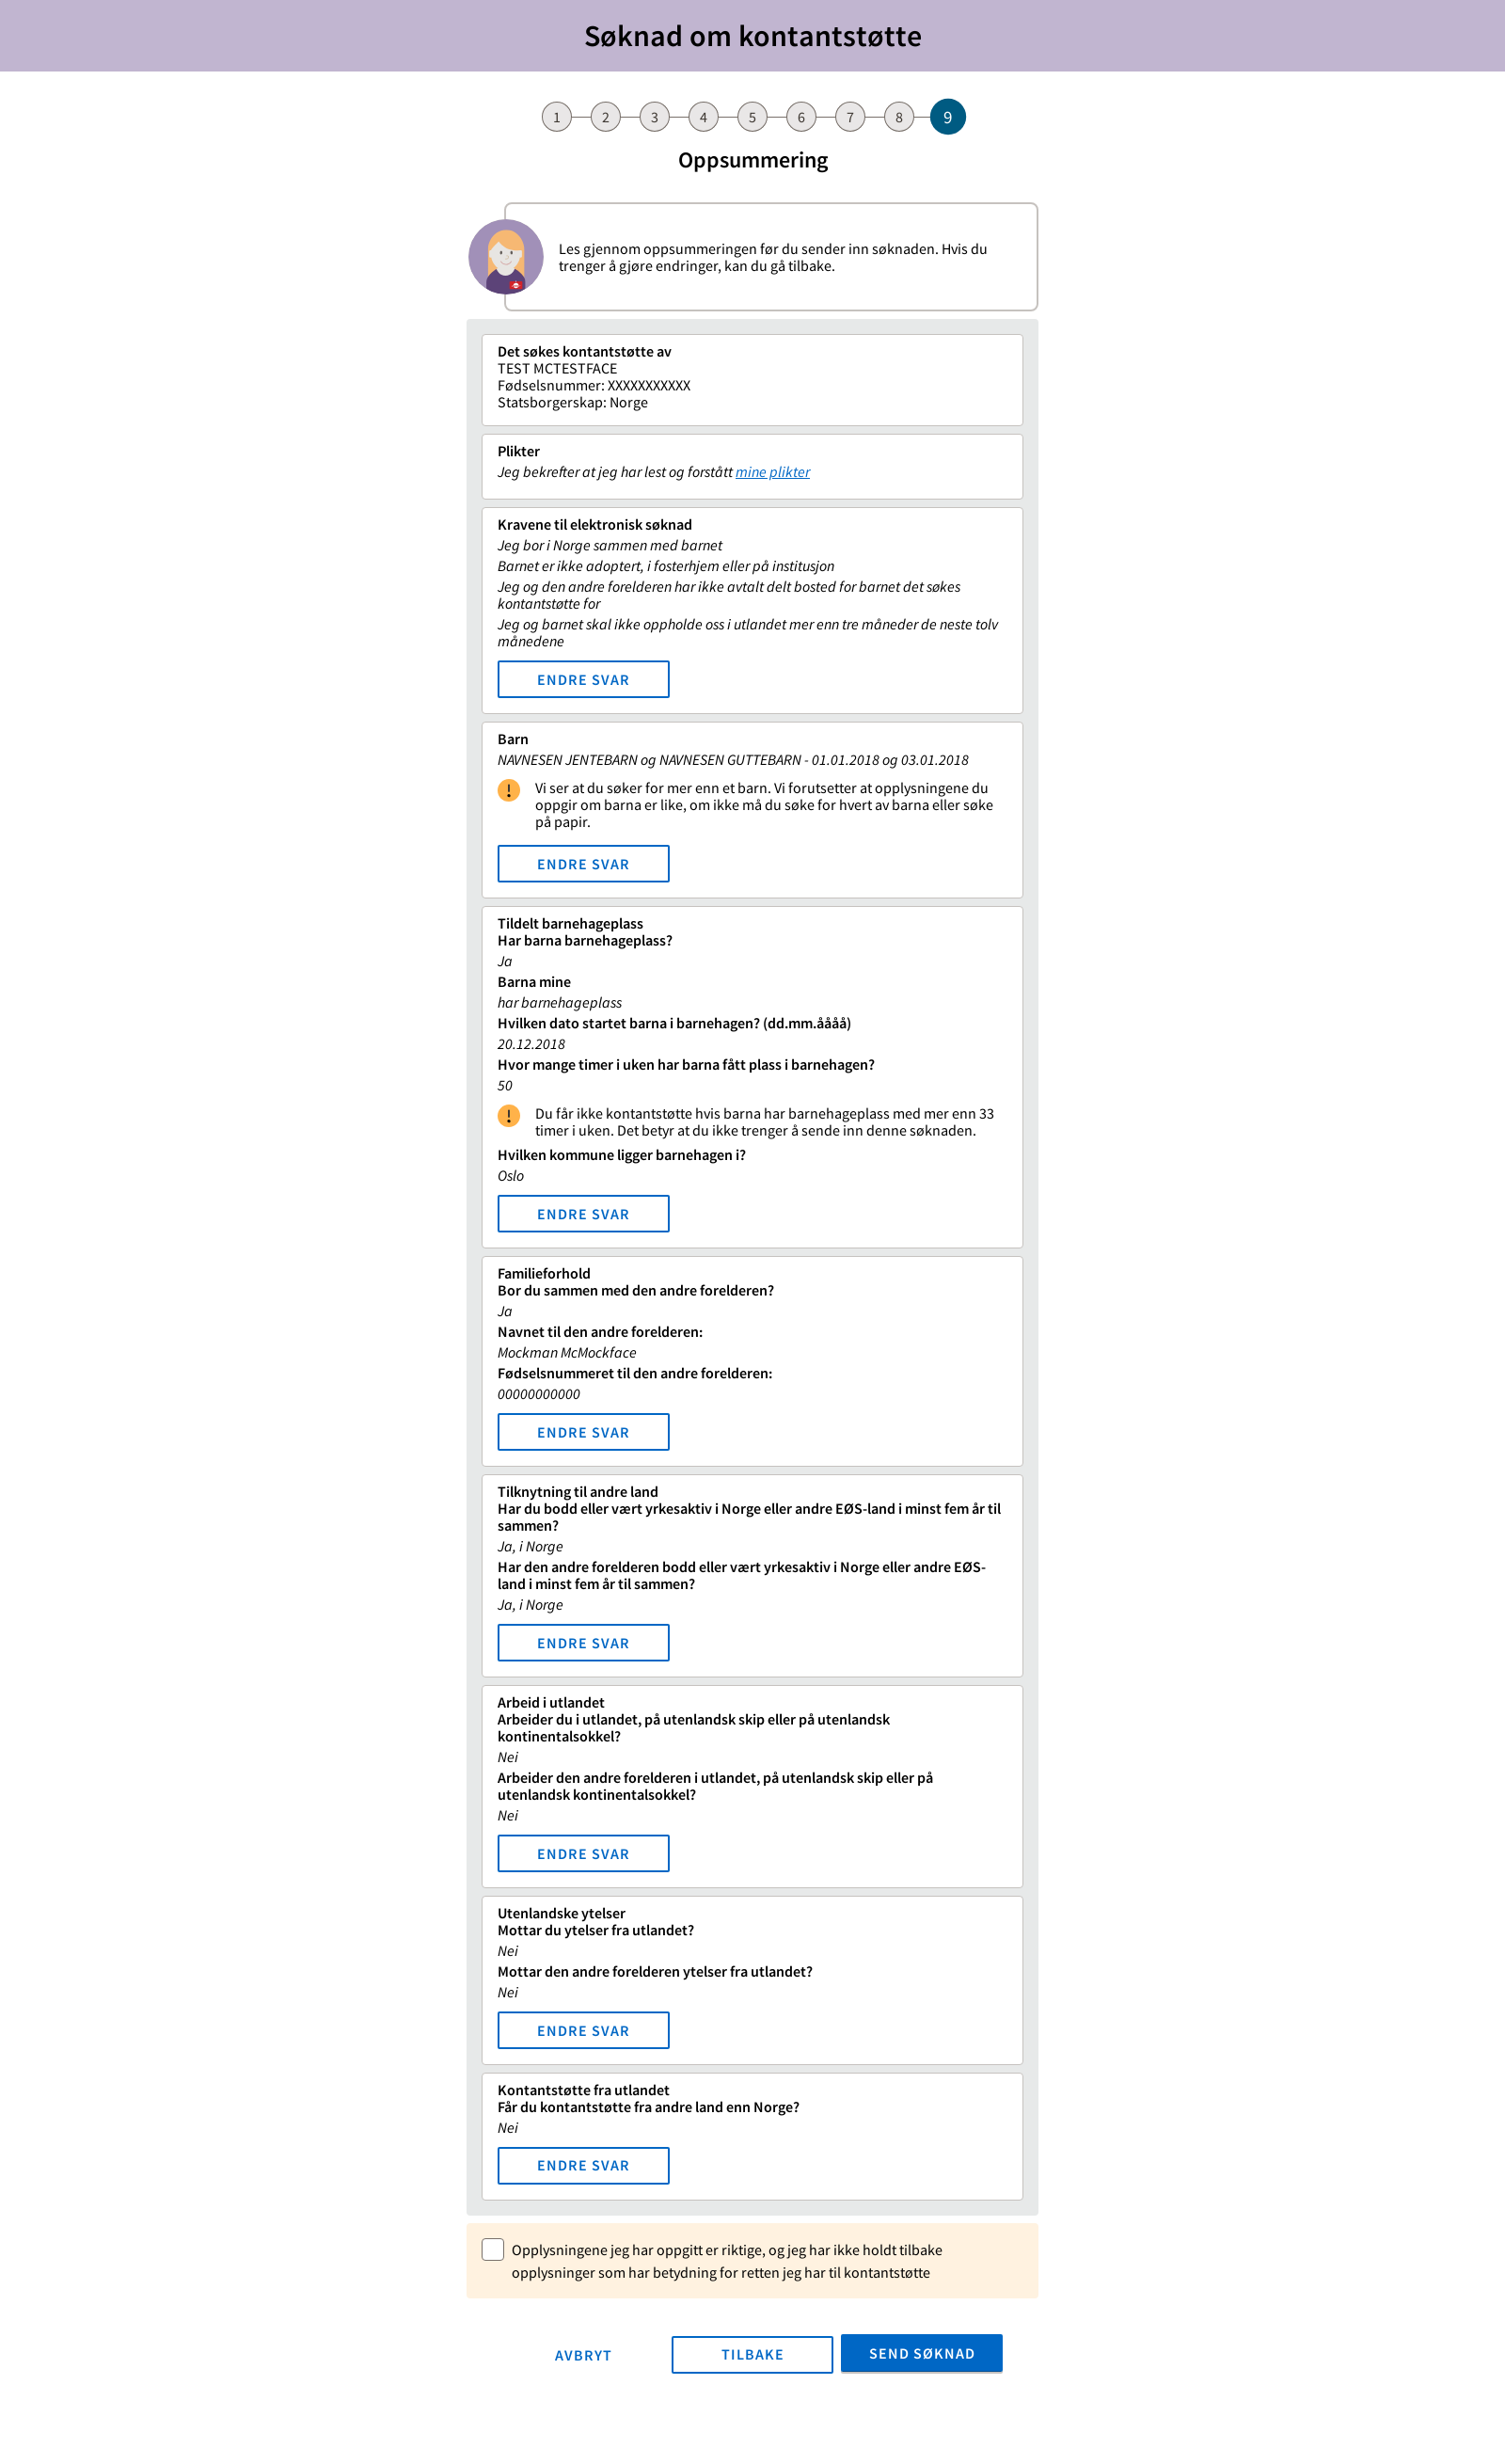 Søknad om kontantstøtte
1 2 3 4 5 6 7 8 9
Oppsummering
Les gjennom oppsummeringen før du sender inn søknaden. Hvis du
trenger å gjøre endringer, kan du gå tilbake.
Det søkes kontantstøtte av
TEST MCTESTFACE
Fødselsnummer: XXXXXXXXXXX
Statsborgerskap: Norge
Plikter
Jeg bekrefter at jeg har lest og forstått mine plikter
Kravene til elektronisk søknad
Jeg bor i Norge sammen med barnet
Barnet er ikke adoptert, i fosterhjem eller på institusjon
Jeg og den andre forelderen har ikke avtalt delt bosted for barnet det søkes
kontantstøtte for
Jeg og barnet skal ikke oppholde oss i utlandet mer enn tre måneder de neste tolv
månedene
ENDRE SVAR
Barn
NAVNESEN JENTEBARN og NAVNESEN GUTTEBARN - 01.01.2018 og 03.01.2018
Vi ser at du søker for mer enn et barn. Vi forutsetter at opplysningene du
oppgir om barna er like, om ikke må du søke for hvert av barna eller søke
på papir.
ENDRE SVAR
Tildelt barnehageplass
Har barna barnehageplass?
Ja
Barna mine
har barnehageplass
Hvilken dato startet barna i barnehagen? (dd.mm.åååå)
20.12.2018
Hvor mange timer i uken har barna fått plass i barnehagen?
50
Du får ikke kontantstøtte hvis barna har barnehageplass med mer enn 33
timer i uken. Det betyr at du ikke trenger å sende inn denne søknaden.
Hvilken kommune ligger barnehagen i?
Oslo
ENDRE SVAR
Familieforhold
Bor du sammen med den andre forelderen?
Ja
Navnet til den andre forelderen:
Mockman McMockface
Fødselsnummeret til den andre forelderen:
00000000000
ENDRE SVAR
Tilknytning til andre land
Har du bodd eller vært yrkesaktiv i Norge eller andre EØS-land i minst fem år til
sammen?
Ja, i Norge
Har den andre forelderen bodd eller vært yrkesaktiv i Norge eller andre EØS-
land i minst fem år til sammen?
Ja, i Norge
ENDRE SVAR
Arbeid i utlandet
Arbeider du i utlandet, på utenlandsk skip eller på utenlandsk
kontinentalsokkel?
Nei
Arbeider den andre forelderen i utlandet, på utenlandsk skip eller på
utenlandsk kontinentalsokkel?
Nei
ENDRE SVAR
Utenlandske ytelser
Mottar du ytelser fra utlandet?
Nei
Mottar den andre forelderen ytelser fra utlandet?
Nei
ENDRE SVAR
Kontantstøtte fra utlandet
Får du kontantstøtte fra andre land enn Norge?
Nei
ENDRE SVAR
Opplysningene jeg har oppgitt er riktige, og jeg har ikke holdt tilbake
opplysninger som har betydning for retten jeg har til kontantstøtte
AVBRYT TILBAKE SEND SØKNAD